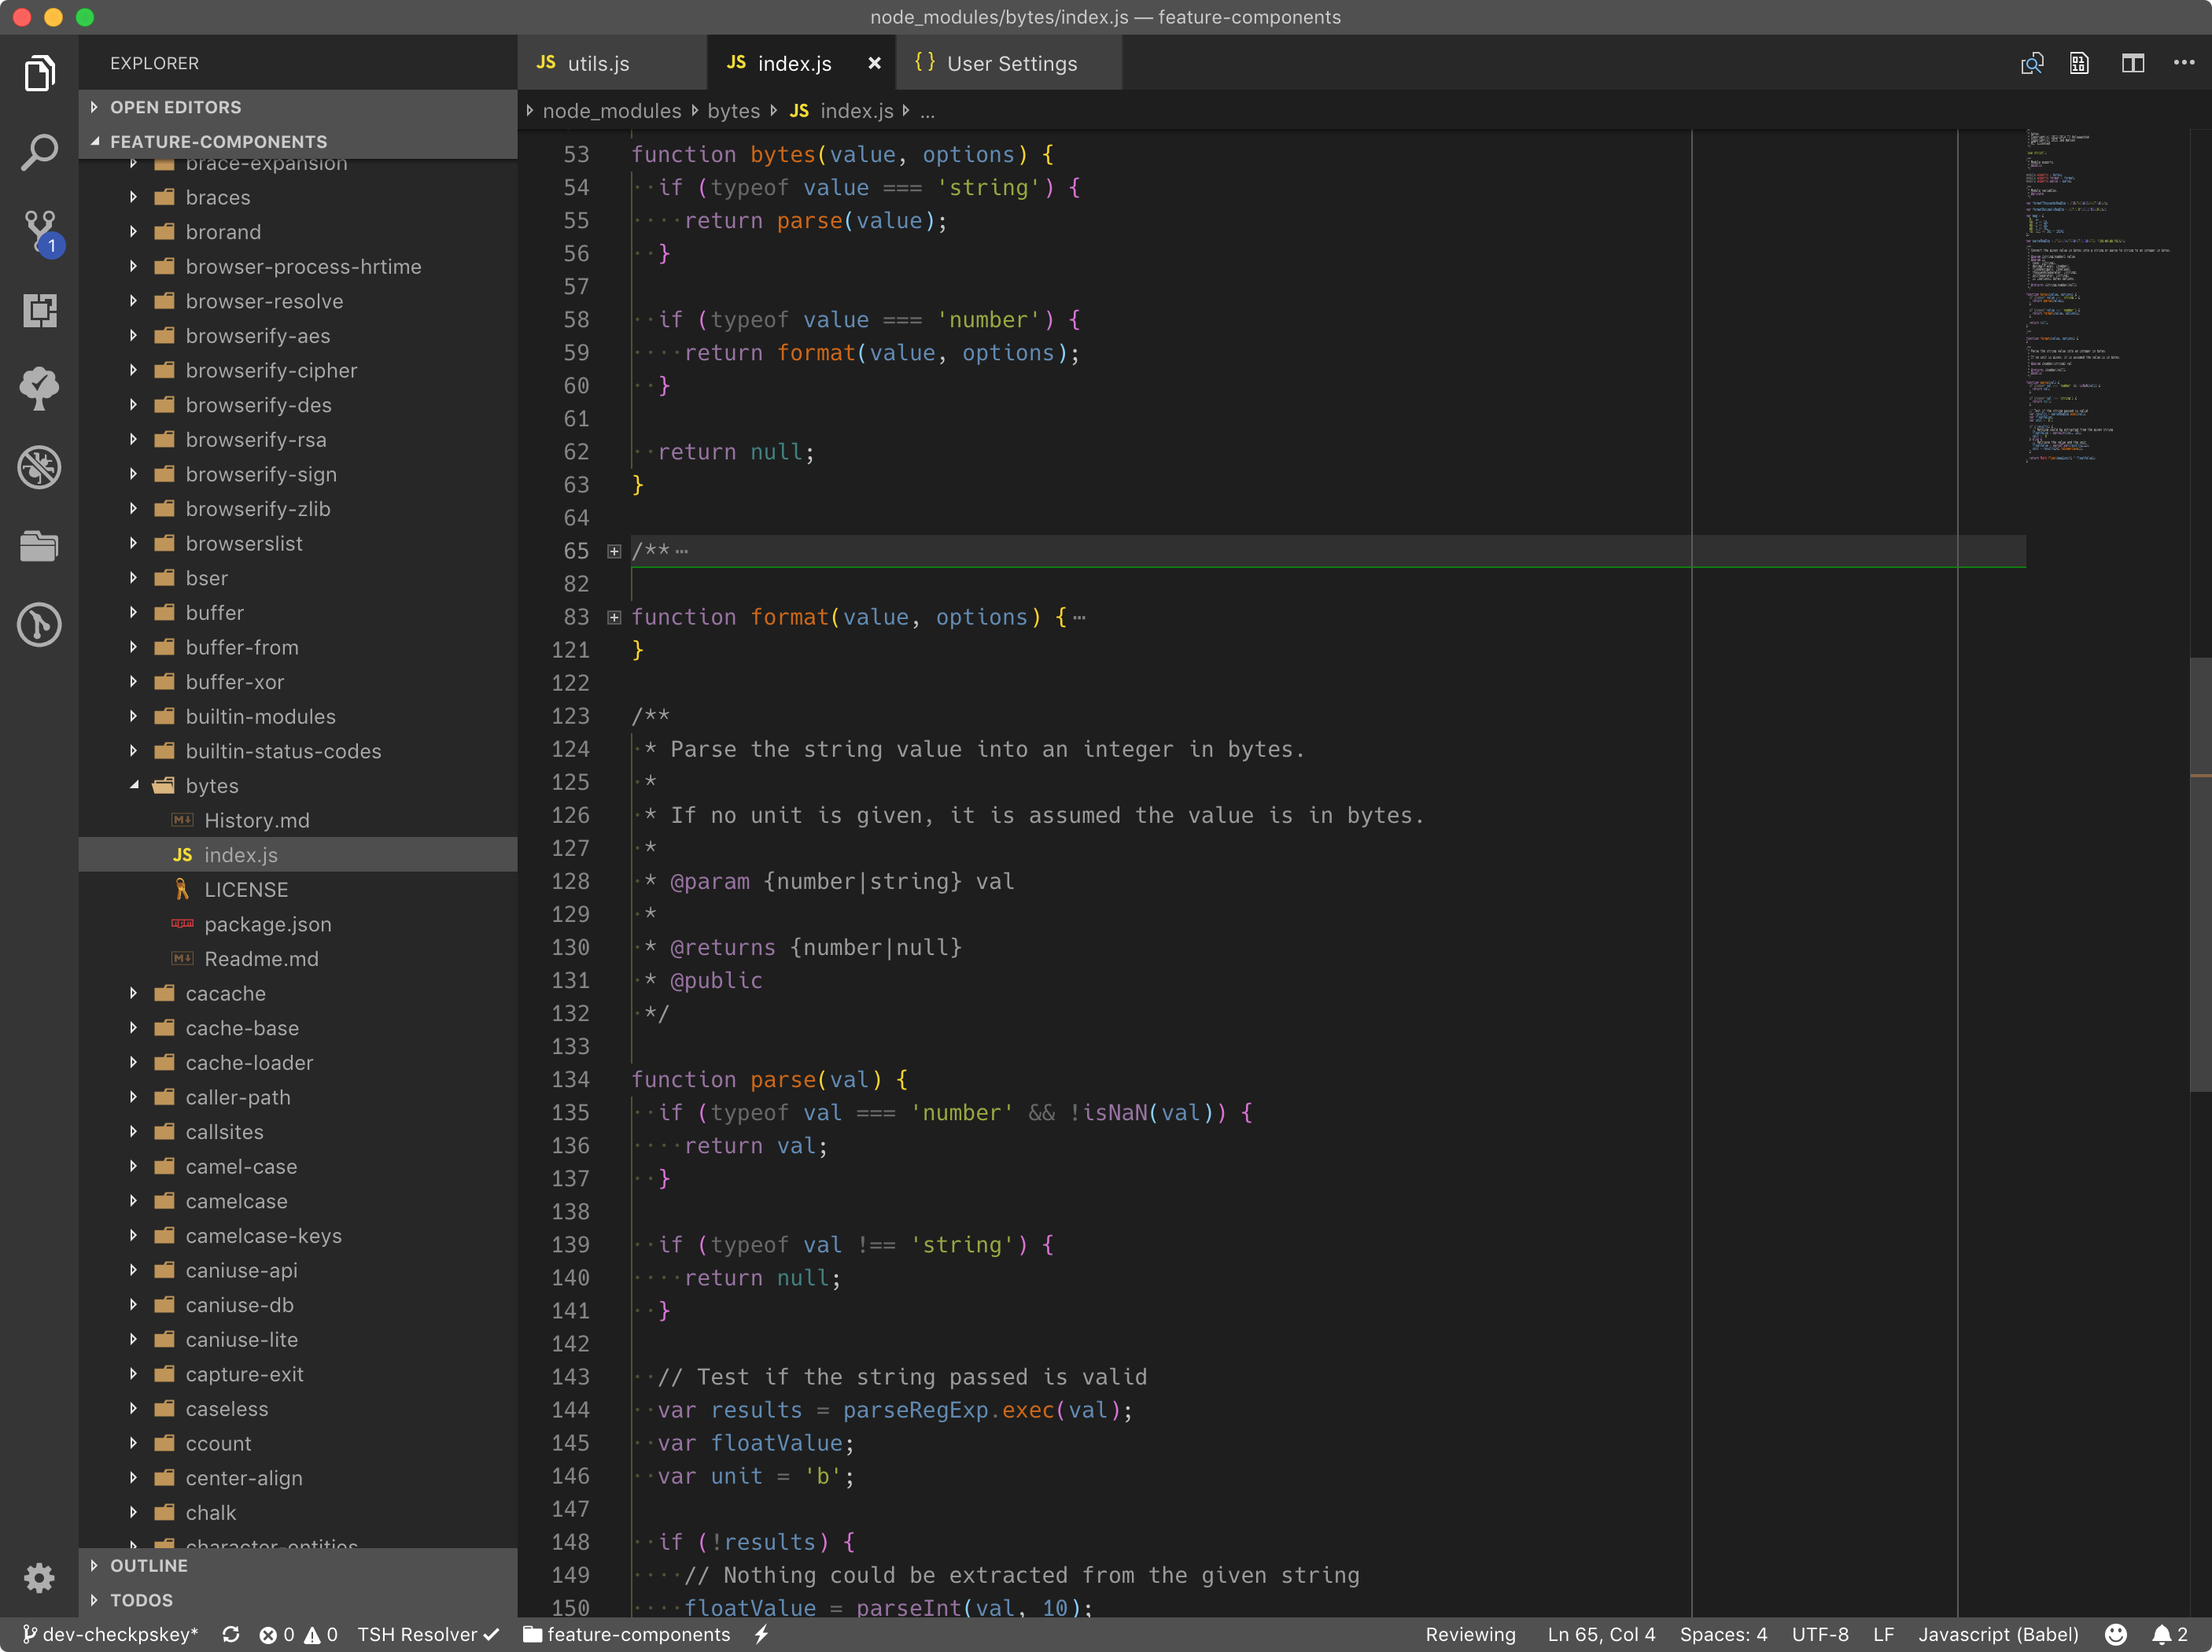 node_modules/bytes/index.js — feature-components
EXPLORER
OPEN EDITORS
FEATURE-COMPONENTS
brace-expansion
braces
brorand
browser-process-hrtime
browser-resolve
browserify-aes
browserify-cipher
browserify-des
browserify-rsa
browserify-sign
browserify-zlib
browserslist
bser
buffer
buffer-from
buffer-xor
builtin-modules
builtin-status-codes
bytes
History.md
JS index.js
LICENSE
package.json
Readme.md
cacache
cache-base
cache-loader
caller-path
callsites
camel-case
camelcase
camelcase-keys
caniuse-api
caniuse-db
caniuse-lite
capture-exit
caseless
ccount
center-align
chalk
character-entities
OUTLINE
TODOS
1
JS utils.js
JS index.js ×
{} User Settings
node_modules bytes JS index.js ...
53 function bytes(value, options) {
54 if (typeof value === 'string') {
55 return parse(value);
56 }
57
58 if (typeof value === 'number') {
59 return format(value, options);
60 }
61
62 return null;
63 }
64
65 /** ⋯
82
83 function format(value, options) { ⋯
121 }
122
123 /**
124 * Parse the string value into an integer in bytes.
125 *
126 * If no unit is given, it is assumed the value is in bytes.
127 *
128 * @param {number|string} val
129 *
130 * @returns {number|null}
131 * @public
132 */
133
134 function parse(val) {
135 if (typeof val === 'number' && !isNaN(val)) {
136 return val;
137 }
138
139 if (typeof val !== 'string') {
140 return null;
141 }
142
143 // Test if the string passed is valid
144 var results = parseRegExp.exec(val);
145 var floatValue;
146 var unit = 'b';
147
148 if (!results) {
149 // Nothing could be extracted from the given string
150 floatValue = parseInt(val, 10);
dev-checkpskey* 0 0 TSH Resolver ✓ feature-components Reviewing Ln 65, Col 4 Spaces: 4 UTF-8 LF Javascript (Babel) 2